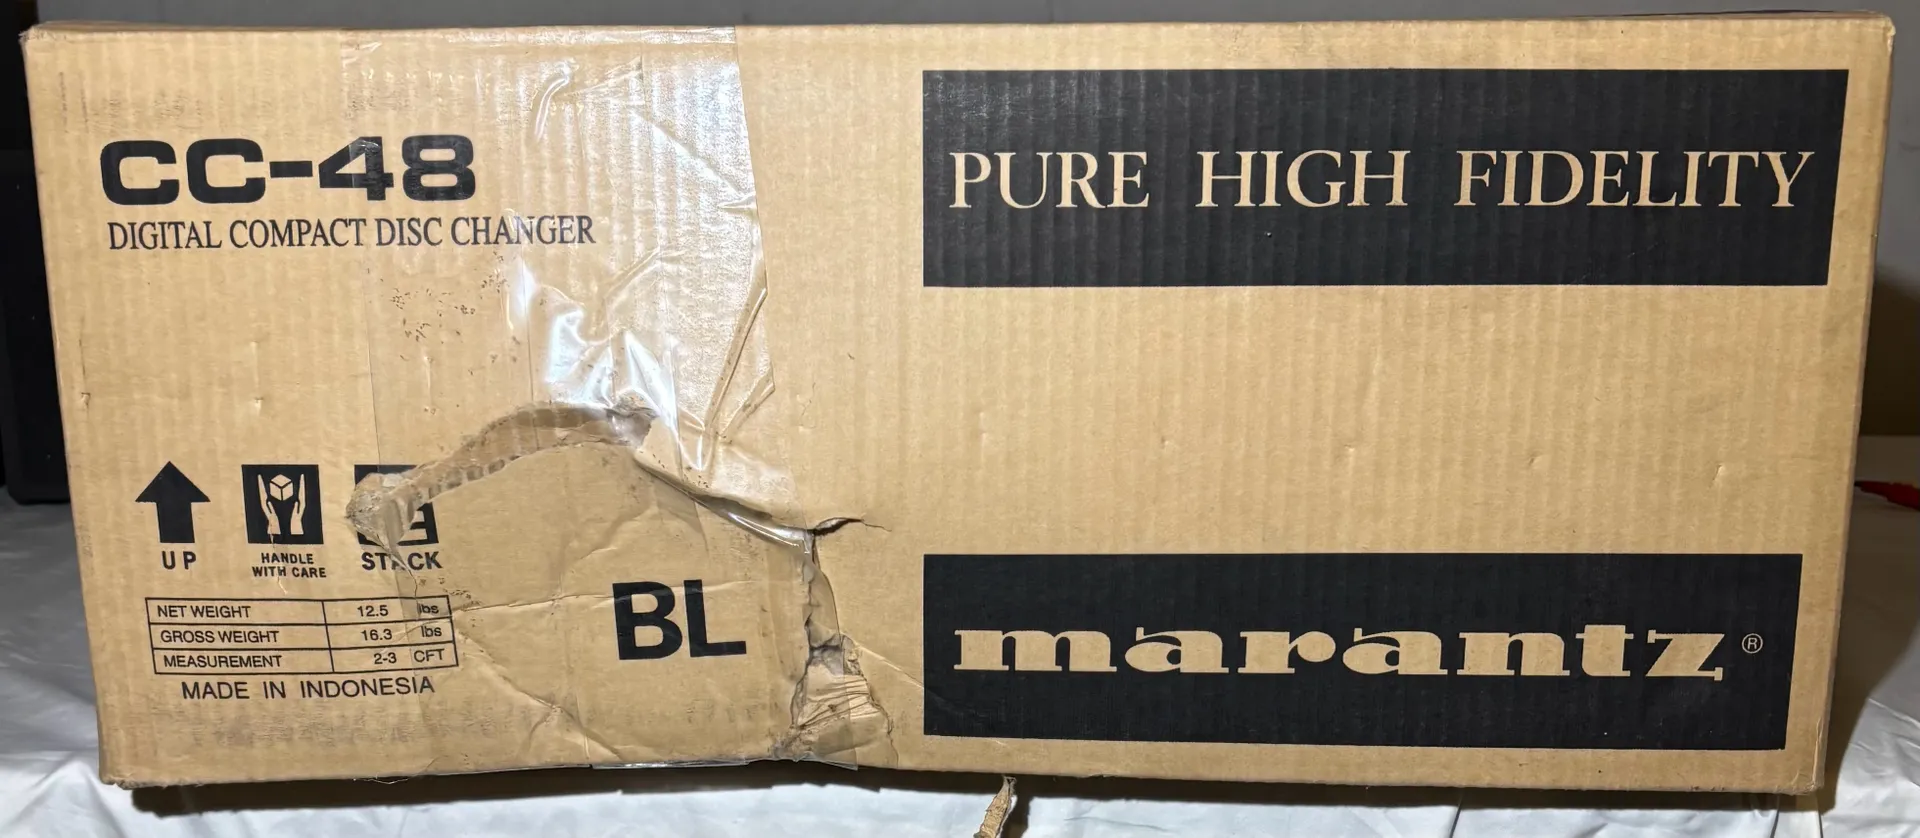 CC-48
DIGITAL COMPACT DISC CHANGER
PURE HIGH FIDELITY
UP
HANDLE
WITH CARE
STACK
NET WEIGHT 12.5 lbs
GROSS WEIGHT 16.3 lbs
MEASUREMENT 2-3 CFT
MADE IN INDONESIA
BL
marantz®